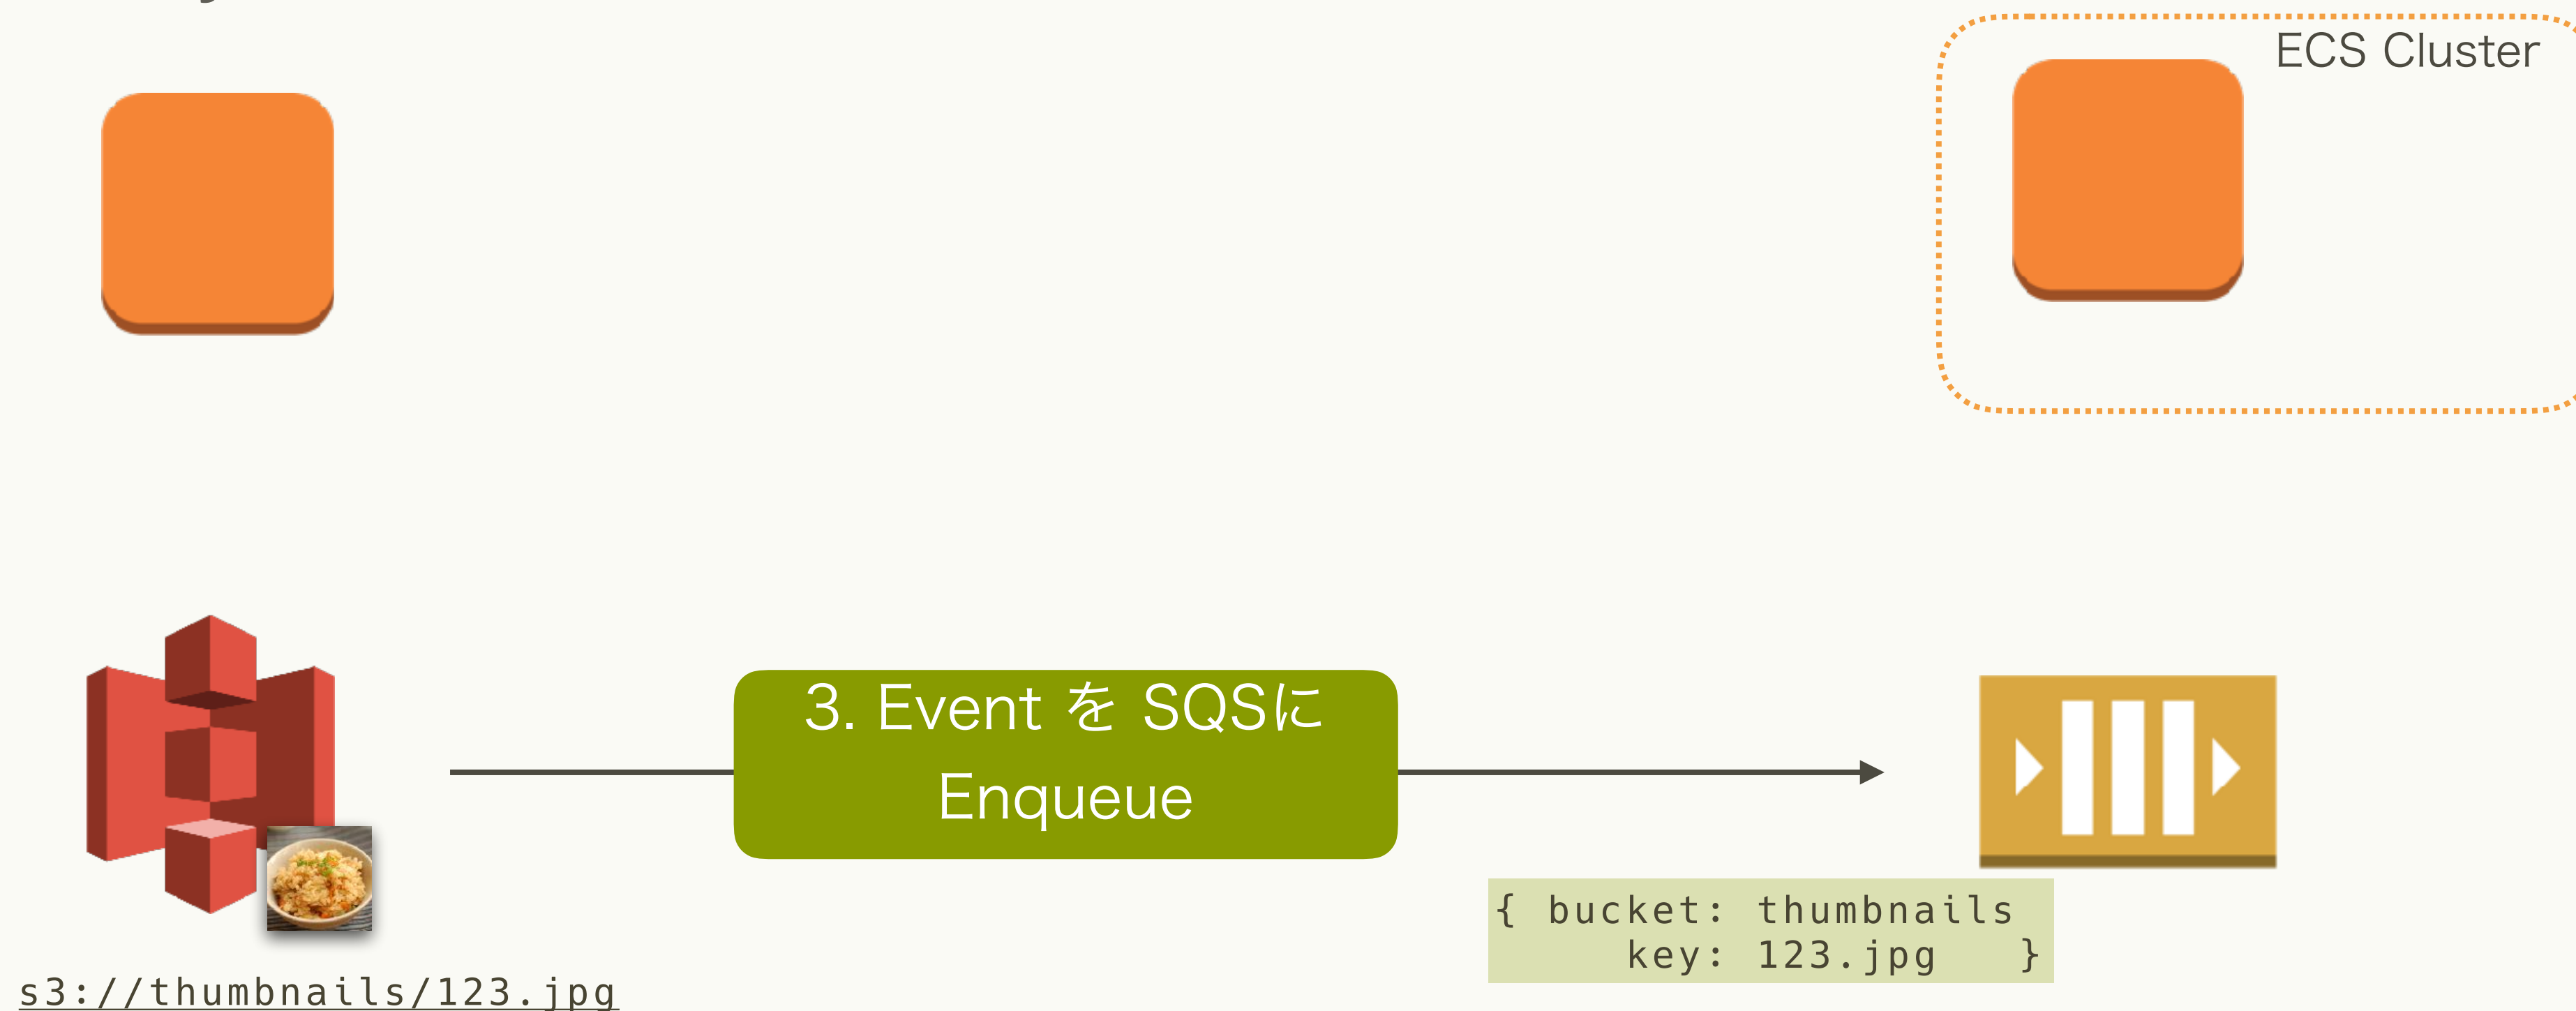 ECS Cluster
3. Event を SQSに
Enqueue
{ bucket: thumbnails
key: 123.jpg }
s3://thumbnails/123.jpg